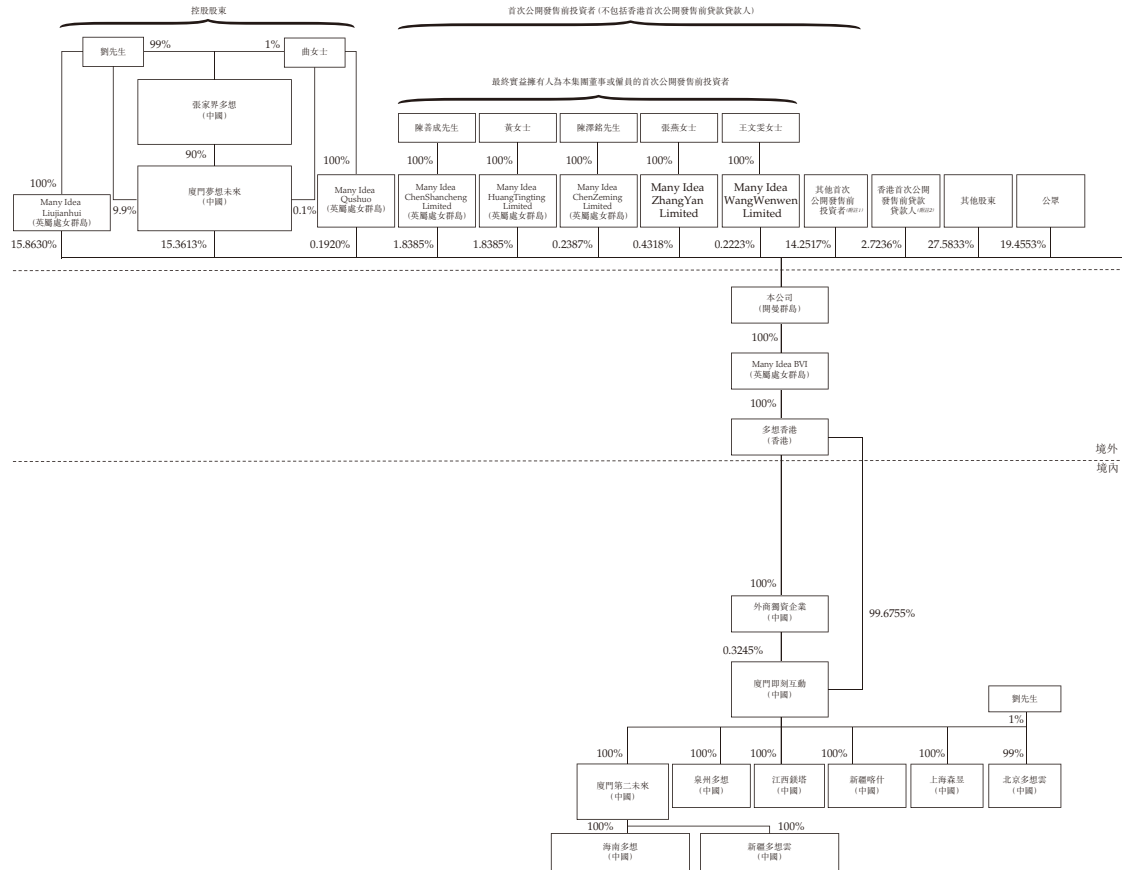 控股股東
首次公開發售前投資者(不包括香港首次公開發售前貸款貸款人)
劉先生
99%
1%
曲女士
最終實益擁有人為本集團董事或僱員的首次公開發售前投資者
張家界多想
(中國)
陳善成先生
黃女士
陳澤銘先生
張燕女士
王文雯女士
90%
100%
100%
100%
100%
100%
100%
100%
Many Idea
Liujianhui
(英屬處女群島)
9.9%
廈門夢想未來
(中國)
0.1%
Many Idea
Qushuo
(英屬處女群島)
Many Idea
ChenShancheng
Limited
(英屬處女群島)
Many Idea
HuangTingting
Limited
(英屬處女群島)
Many Idea
ChenZeming
Limited
(英屬處女群島)
Many Idea
ZhangYan
Limited
Many Idea
WangWenwen
Limited
其他首次
公開發售前
投資者(附註1)
香港首次公開
發售前貸款
貸款人(附註2)
其他股東
公眾
15.8630%
15.3613%
0.1920%
1.8385%
1.8385%
0.2387%
0.4318%
0.2223%
14.2517%
2.7236%
27.5833%
19.4553%
本公司
(開曼群島)
100%
Many Idea BVI
(英屬處女群島)
100%
多想香港
(香港)
境外
境內
100%
外商獨資企業
(中國)
99.6755%
0.3245%
廈門即刻互動
(中國)
劉先生
1%
100%
100%
100%
100%
100%
99%
廈門第二未來
(中國)
泉州多想
(中國)
江西鎂塔
(中國)
新疆喀什
(中國)
上海森昱
(中國)
北京多想雲
(中國)
100%
100%
海南多想
(中國)
新疆多想雲
(中國)